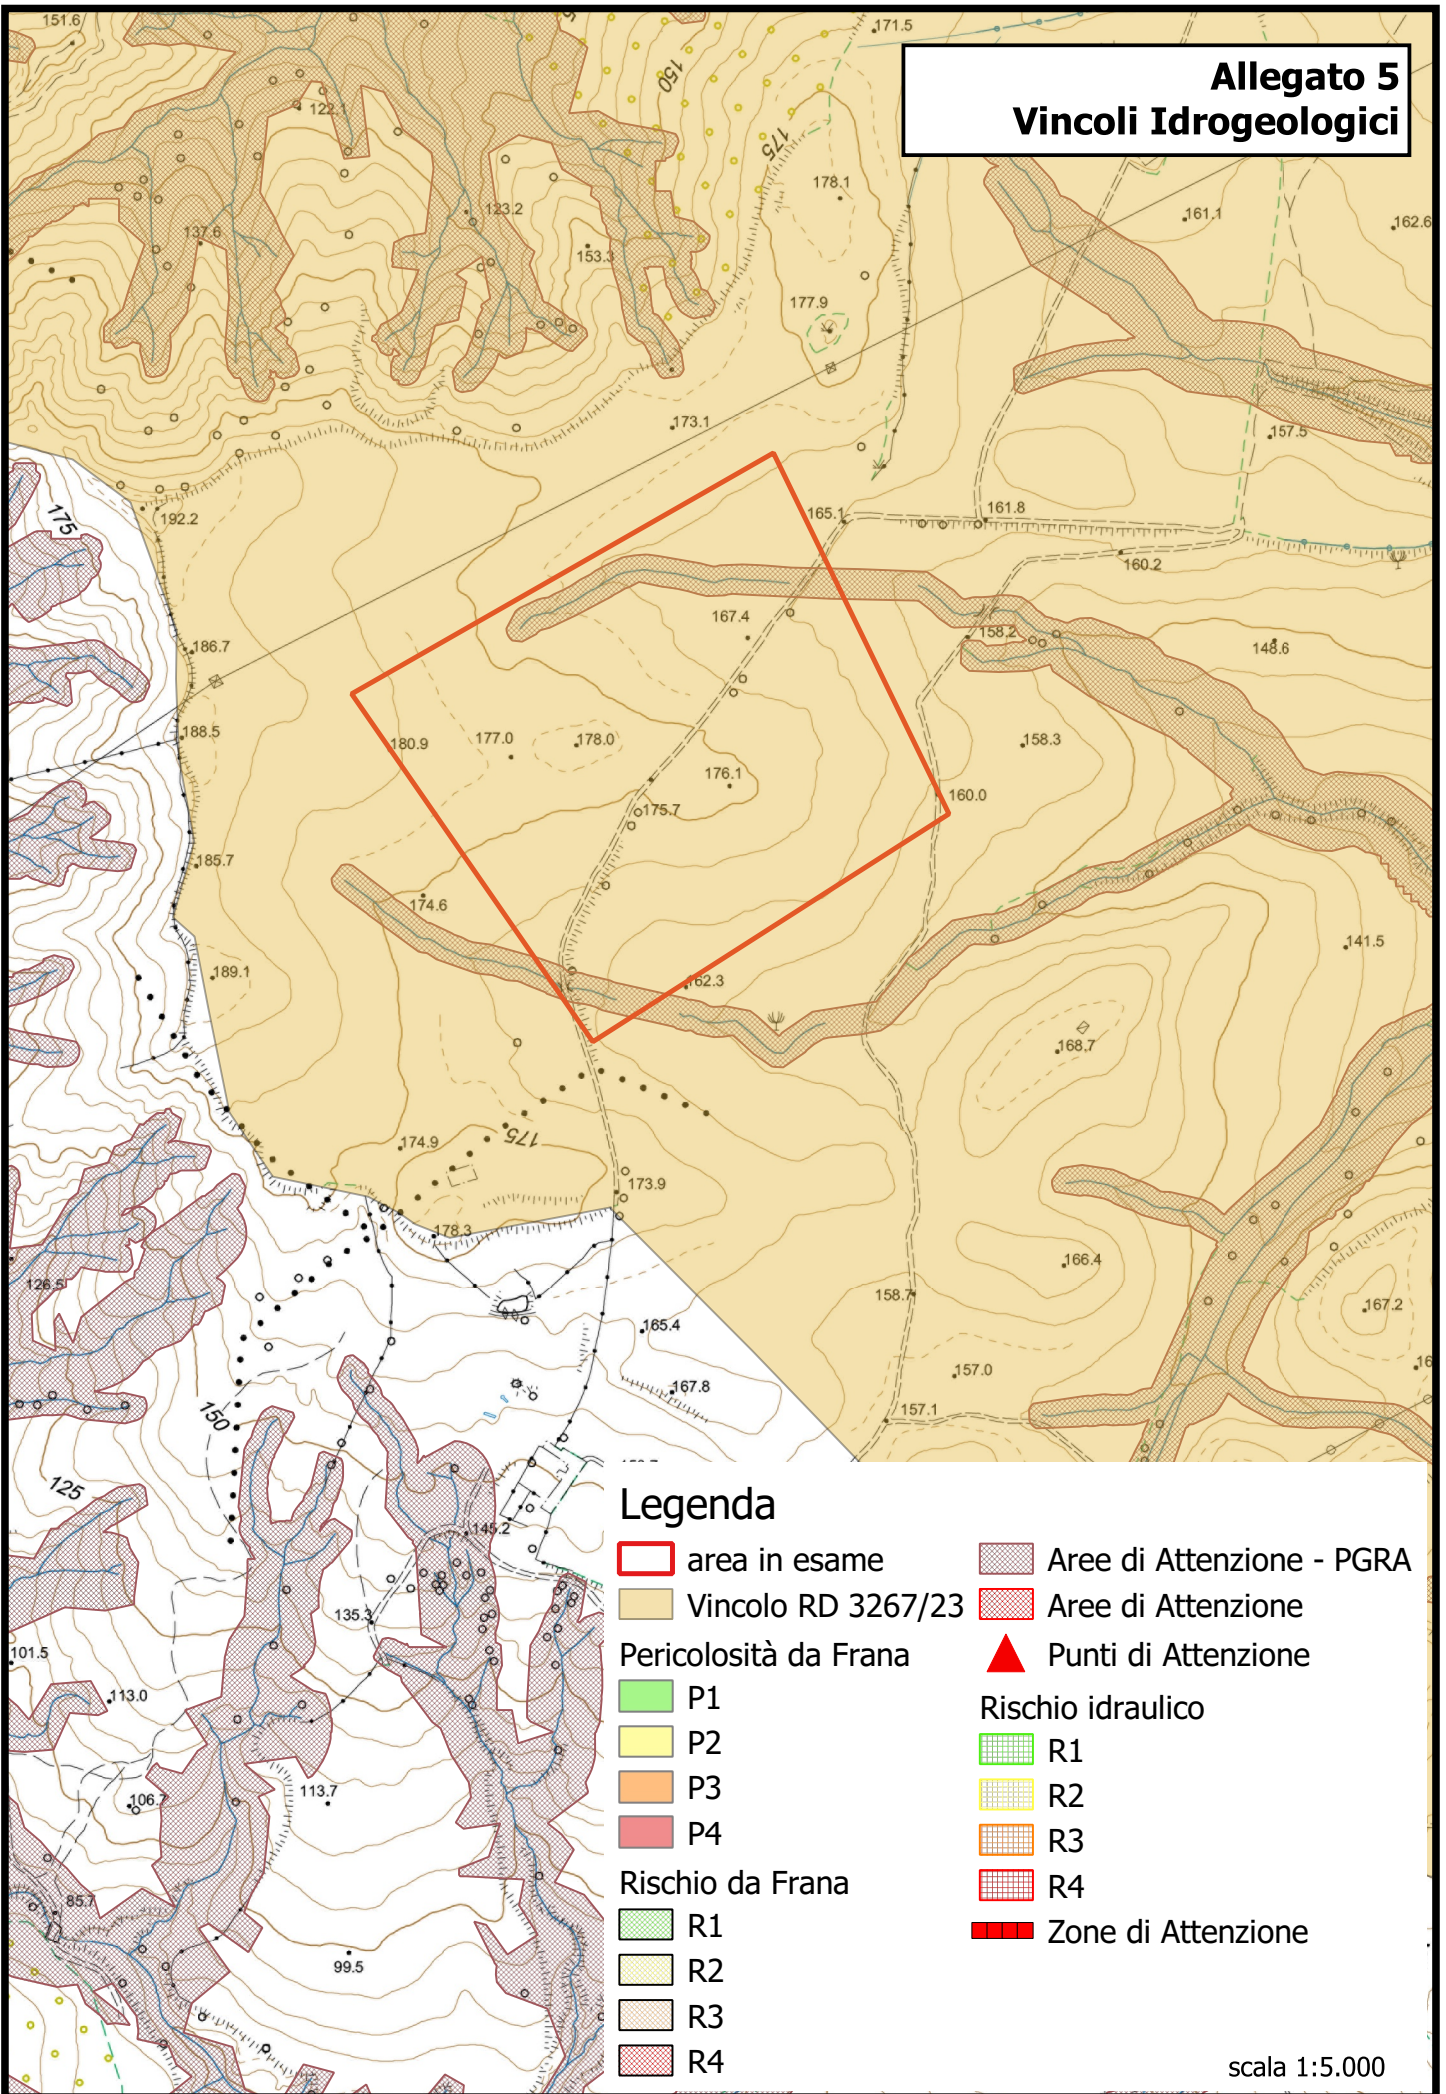 151.6
171.5
Allegato 5
Vincoli Idrogeologici
150
122.1
175
178.1
123.2
161.1
162.6
137.6
153.3
177.9
173.1
157.5
175
192.2
165.1
161.8
160.2
167.4
158.2
148.6
186.7
188.5
180.9
177.0
178.0
158.3
176.1
160.0
175.7
185.7
174.6
141.5
189.1
162.3
168.7
174.9
175
173.9
178.3
126.5
166.4
158.7
167.2
165.4
157.0
167.8
157.1
150
125
145.2
135.3
101.5
113.0
106.7
113.7
85.7
99.5
Legenda
area in esame
Vincolo RD 3267/23
Pericolosità da Frana
P1
P2
P3
P4
Rischio da Frana
R1
R2
R3
R4
Aree di Attenzione - PGRA
Aree di Attenzione
Punti di Attenzione
Rischio idraulico
R1
R2
R3
R4
Zone di Attenzione
scala 1:5.000